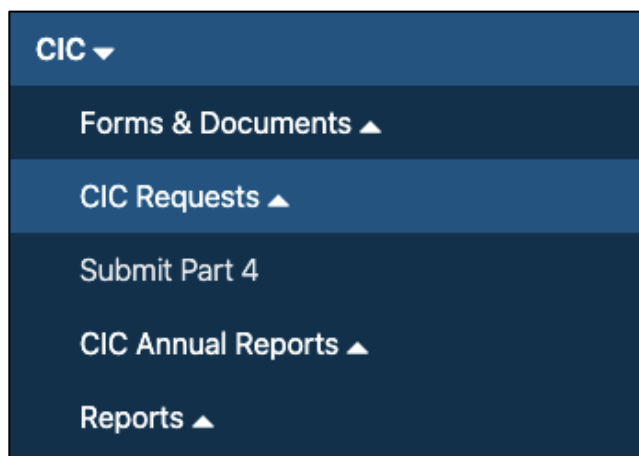 CIC
Forms & Documents
CIC Requests
Submit Part 4
CIC Annual Reports
Reports